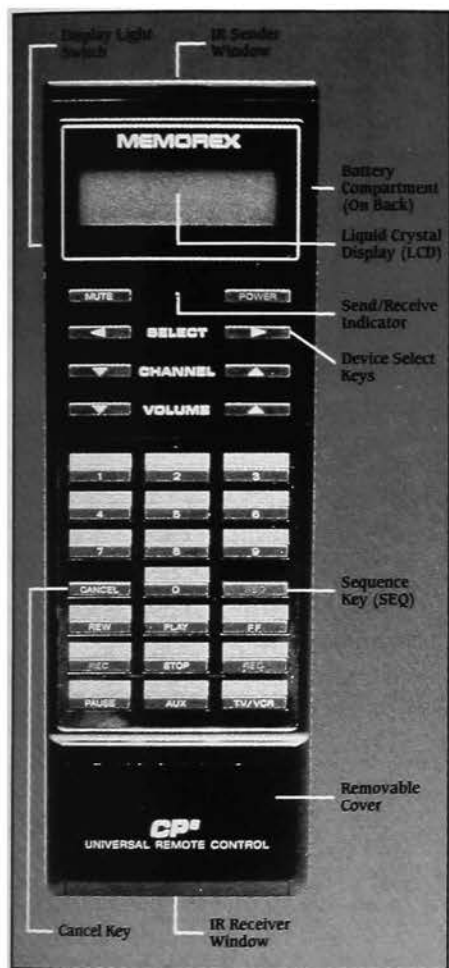 Display Light
Switch
IR Sender
Window
MEMOREX
Battery
Compartment
(On Back)
Liquid Crystal
Display (LCD)
MUTE
POWER
Send/Receive
Indicator
SELECT
Device Select
Keys
CHANNEL
VOLUME
1 2 3
4 5 6
7 8 9
CANCEL 0 SEQ
Sequence
Key (SEQ)
REW PLAY F.F.
REC STOP
PAUSE AUX TV/VCR
Removable
Cover
CP8
UNIVERSAL REMOTE CONTROL
Cancel Key
IR Receiver
Window